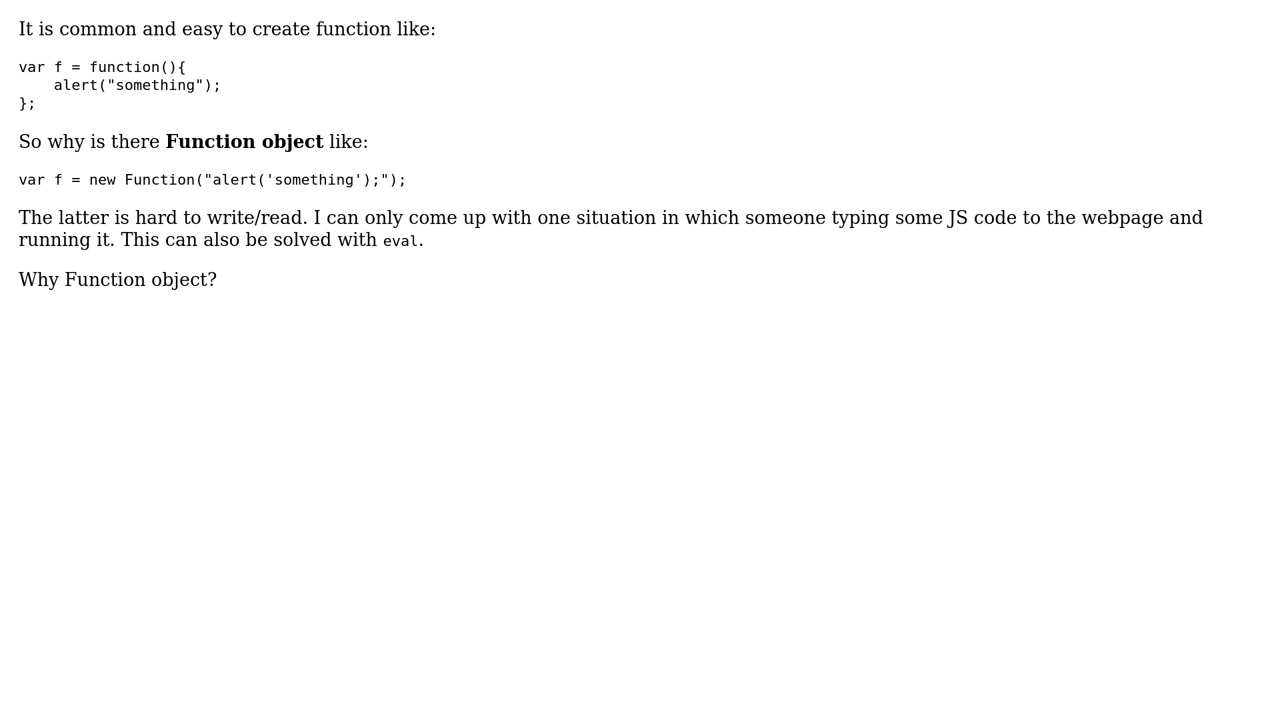 It is common and easy to create function like:
var f = function(){
    alert("something");
};
So why is there Function object like:
var f = new Function("alert('something');");
The latter is hard to write/read. I can only come up with one situation in which someone typing some JS code to the webpage and
running it. This can also be solved with eval.
Why Function object?